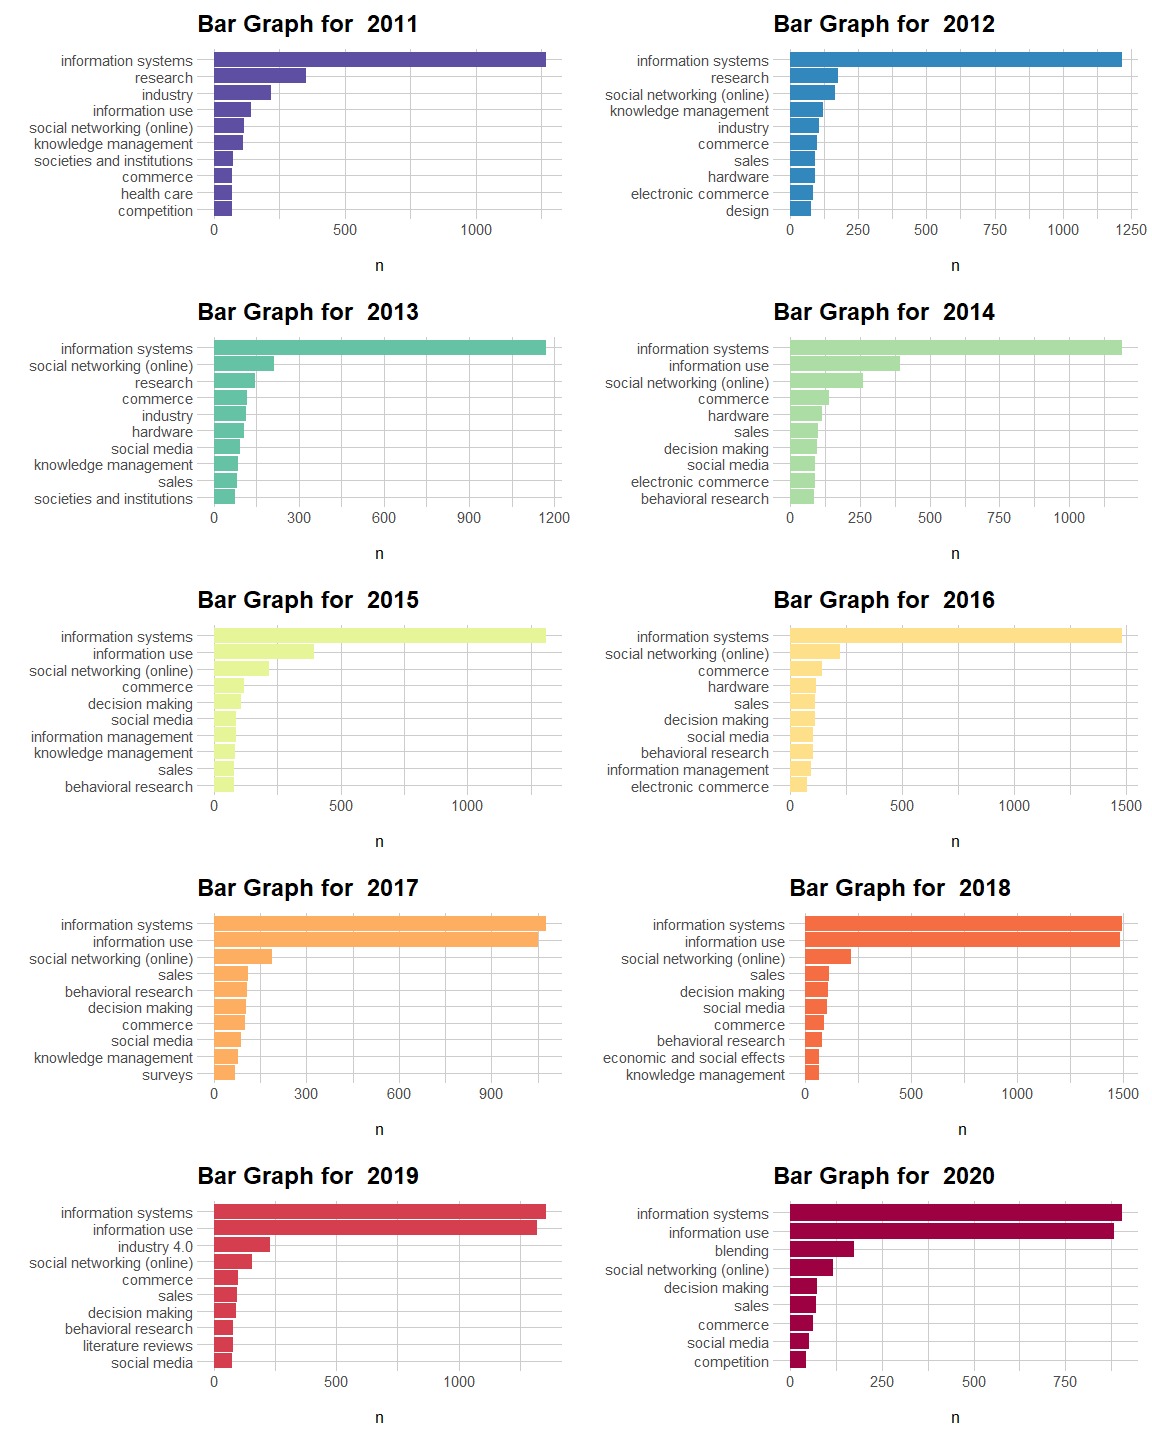 Bar Graph for  2011
information systems
research
industry
information use
social networking (online)
knowledge management
societies and institutions
commerce
health care
competition
0 500 1000
n
Bar Graph for  2012
information systems
research
social networking (online)
knowledge management
industry
commerce
sales
hardware
electronic commerce
design
0 250 500 750 1000 1250
n
Bar Graph for  2013
information systems
social networking (online)
research
commerce
industry
hardware
social media
knowledge management
sales
societies and institutions
0 300 600 900 1200
n
Bar Graph for  2014
information systems
information use
social networking (online)
commerce
hardware
sales
decision making
social media
electronic commerce
behavioral research
0 250 500 750 1000
n
Bar Graph for  2015
information systems
information use
social networking (online)
commerce
decision making
social media
information management
knowledge management
sales
behavioral research
0 500 1000
n
Bar Graph for  2016
information systems
social networking (online)
commerce
hardware
sales
decision making
social media
behavioral research
information management
electronic commerce
0 500 1000 1500
n
Bar Graph for  2017
information systems
information use
social networking (online)
sales
behavioral research
decision making
commerce
social media
knowledge management
surveys
0 300 600 900
n
Bar Graph for  2018
information systems
information use
social networking (online)
sales
decision making
social media
commerce
behavioral research
economic and social effects
knowledge management
0 500 1000 1500
n
Bar Graph for  2019
information systems
information use
industry 4.0
social networking (online)
commerce
sales
decision making
behavioral research
literature reviews
social media
0 500 1000
n
Bar Graph for  2020
information systems
information use
blending
social networking (online)
decision making
sales
commerce
social media
competition
0 250 500 750
n